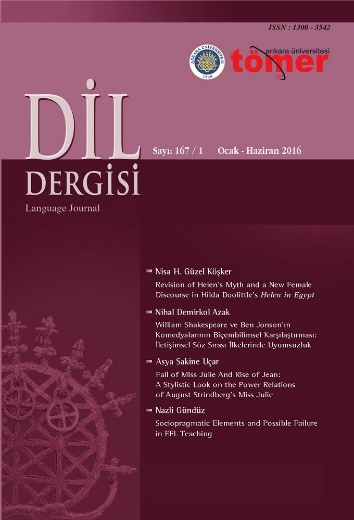 ISSN : 1300 - 3542
ankara üniversitesi
tömer
DİL
DERGİSİ
Language Journal
Sayı: 167 / 1 Ocak - Haziran 2016
Nisa H. Güzel Köşker
Revision of Helen's Myth and a New Female
Discourse in Hilda Doolittle's Helen in Egypt
Nihal Demirkol Azak
William Shakespeare ve Ben Jonson'ın
Komedyalarının Biçembilimsel Karşılaştırması:
İletişimsel Söz Sırası İlkelerinde Uyumsuzluk
Asya Sakine Uçar
Fall of Miss Julie And Rise of Jean:
A Stylistic Look on the Power Relations
of August Strindberg's Miss Julie
Nazli Gündüz
Sociopragmatic Elements and Possible Failure
in EFL Teaching